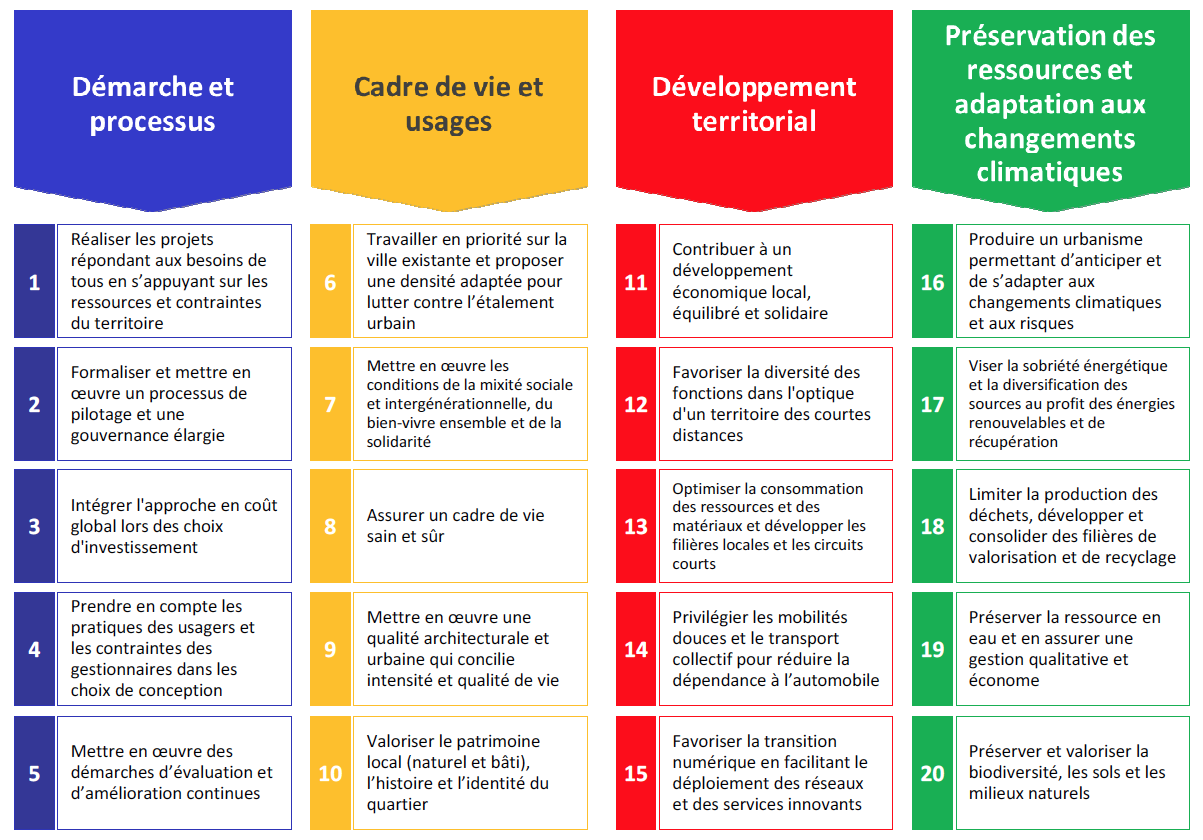 Démarche et
processus
1
Réaliser les projets
répondant aux besoins de
tous en s’appuyant sur les
ressources et contraintes
du territoire
2
Formaliser et mettre en
œuvre un processus de
pilotage et une
gouvernance élargie
3
Intégrer l'approche en coût
global lors des choix
d'investissement
4
Prendre en compte les
pratiques des usagers et
les contraintes des
gestionnaires dans les
choix de conception
5
Mettre en œuvre des
démarches d’évaluation et
d’amélioration continues
Cadre de vie et
usages
6
Travailler en priorité sur la
ville existante et proposer
une densité adaptée pour
lutter contre l’étalement
urbain
7
Mettre en œuvre les
conditions de la mixité sociale
et intergénérationnelle, du
bien-vivre ensemble et de la
solidarité
8
Assurer un cadre de vie
sain et sûr
9
Mettre en œuvre une
qualité architecturale et
urbaine qui concilie
intensité et qualité de vie
10
Valoriser le patrimoine
local (naturel et bâti),
l’histoire et l’identité du
quartier
Développement
territorial
11
Contribuer à un
développement
économique local,
équilibré et solidaire
12
Favoriser la diversité des
fonctions dans l'optique
d'un territoire des courtes
distances
13
Optimiser la consommation
des ressources et des
matériaux et développer les
filières locales et les circuits
courts
14
Privilégier les mobilités
douces et le transport
collectif pour réduire la
dépendance à l’automobile
15
Favoriser la transition
numérique en facilitant le
déploiement des réseaux
et des services innovants
Préservation des
ressources et
adaptation aux
changements
climatiques
16
Produire un urbanisme
permettant d’anticiper et
de s’adapter aux
changements climatiques
et aux risques
17
Viser la sobriété énergétique
et la diversification des
sources au profit des énergies
renouvelables et de
récupération
18
Limiter la production des
déchets, développer et
consolider des filières de
valorisation et de recyclage
19
Préserver la ressource en
eau et en assurer une
gestion qualitative et
économe
20
Préserver et valoriser la
biodiversité, les sols et les
milieux naturels